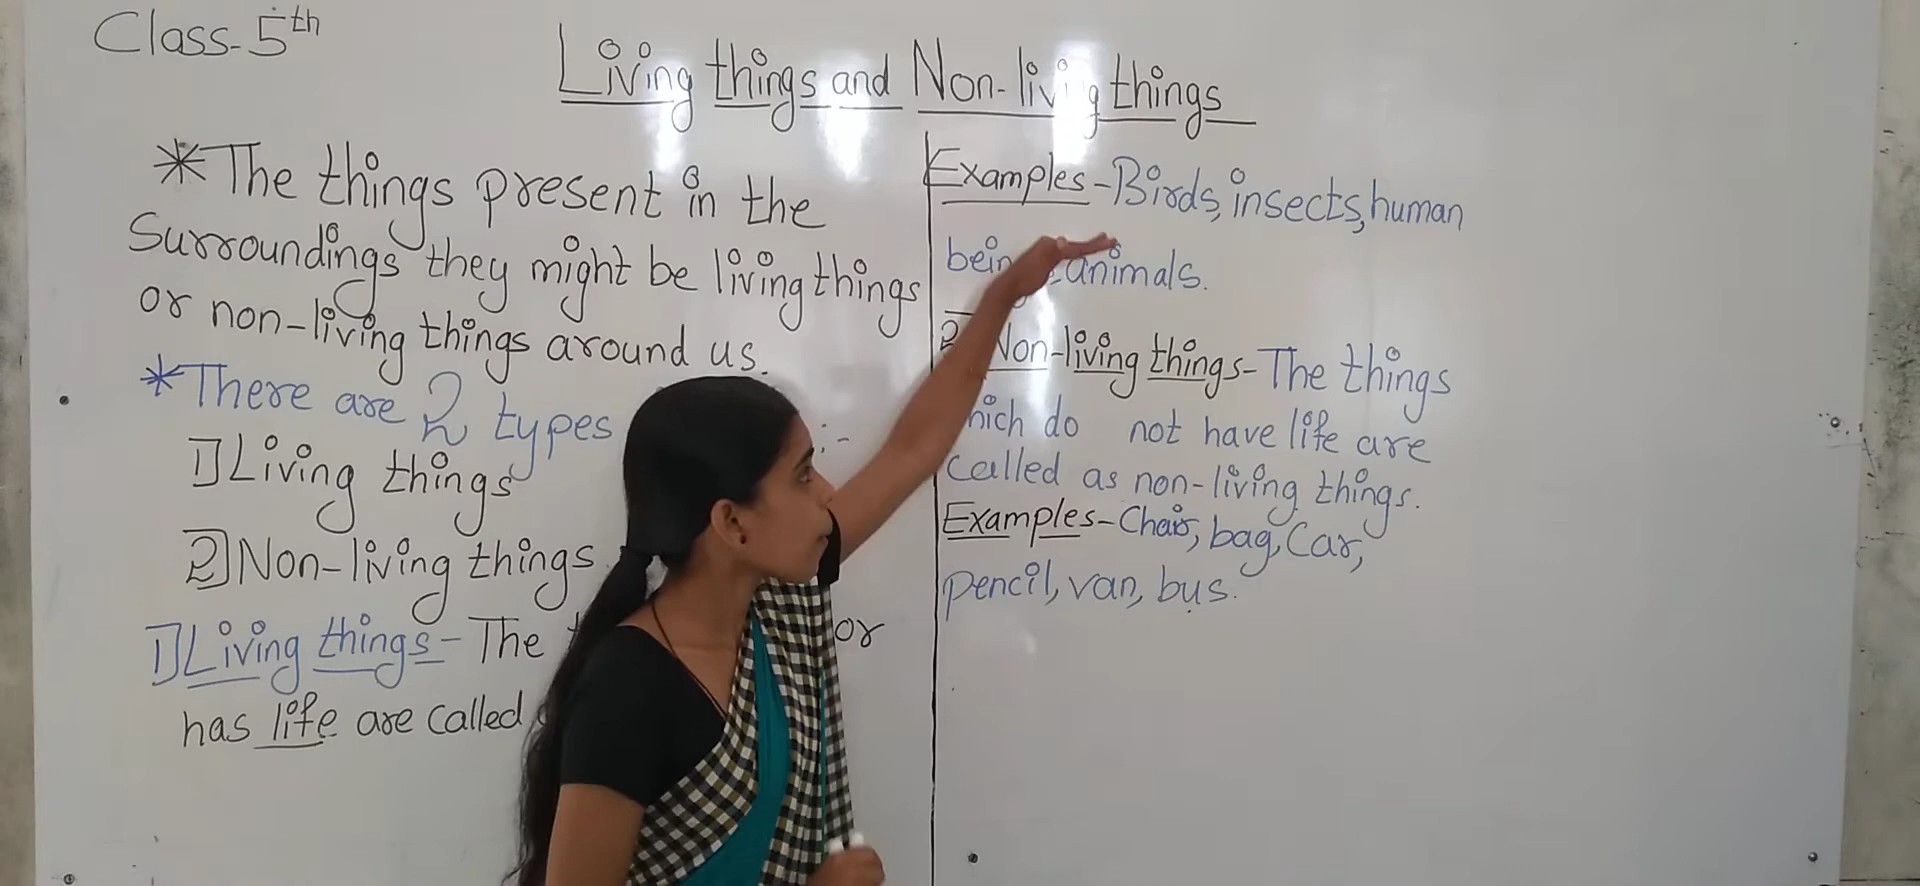 Class-5th
Living things and Non-living things
*The things present in the
Surroundings they might be living things
or non-living things around us.
*There are 2 types :-
1] Living things
2] Non-living things.
1] Living things - The or
has life are called
Examples - Birds, insects, human
animals.
2 Non-living things - The things
do not have life are
called as non-living things.
Examples - Chair, bag, Car,
pencil, van, bus.